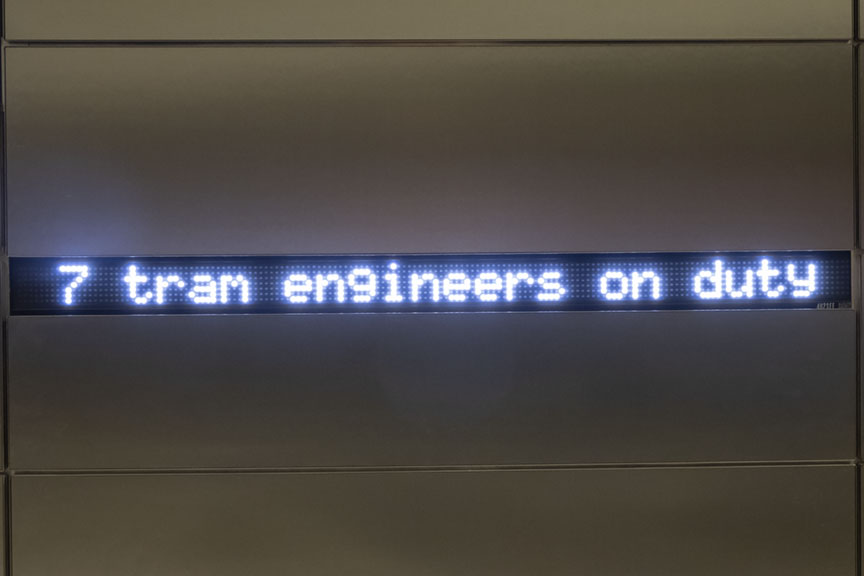 7 tram engineers on duty